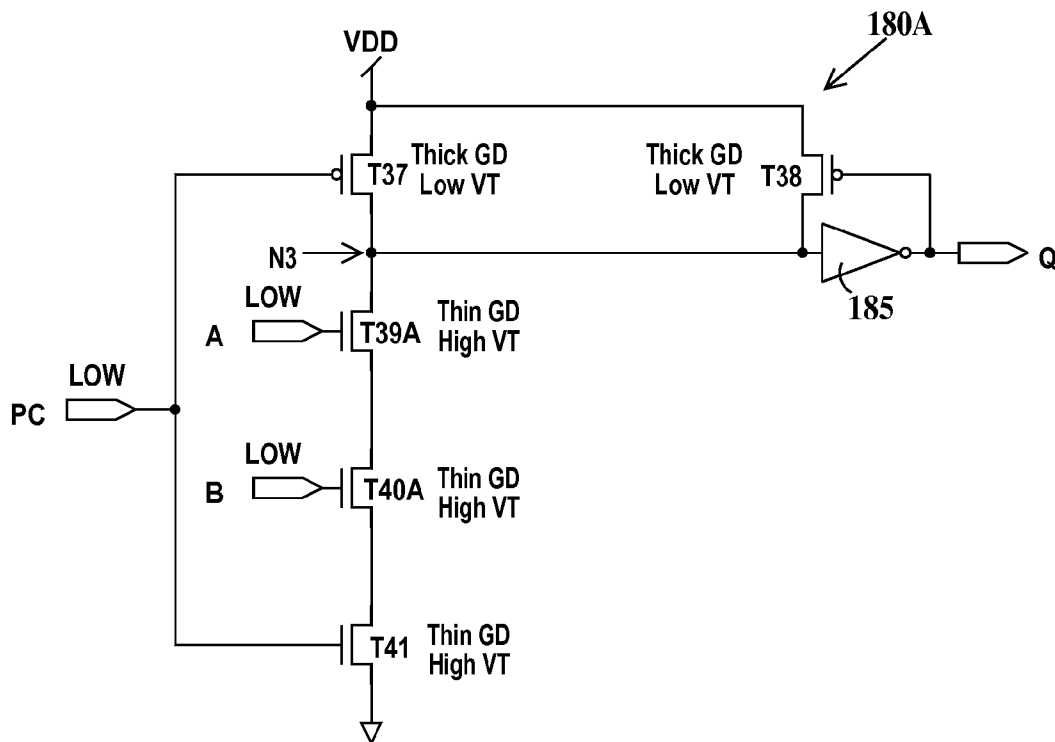 180A
VDD
T37
Thick GD
Low VT
Thick GD
Low VT
T38
N3
Q
185
LOW
A
T39A
Thin GD
High VT
LOW
PC
LOW
B
T40A
Thin GD
High VT
T41
Thin GD
High VT